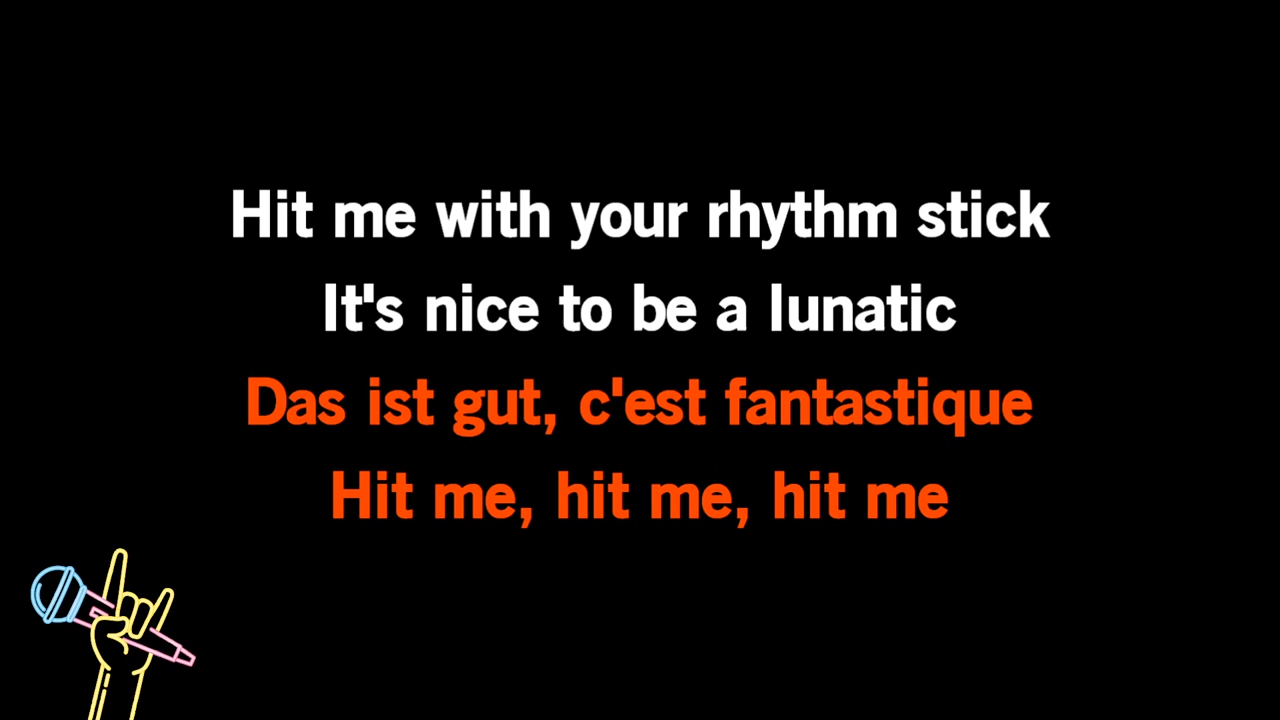 Hit me with your rhythm stick
It's nice to be a lunatic
Das ist gut, c'est fantastique
Hit me, hit me, hit me